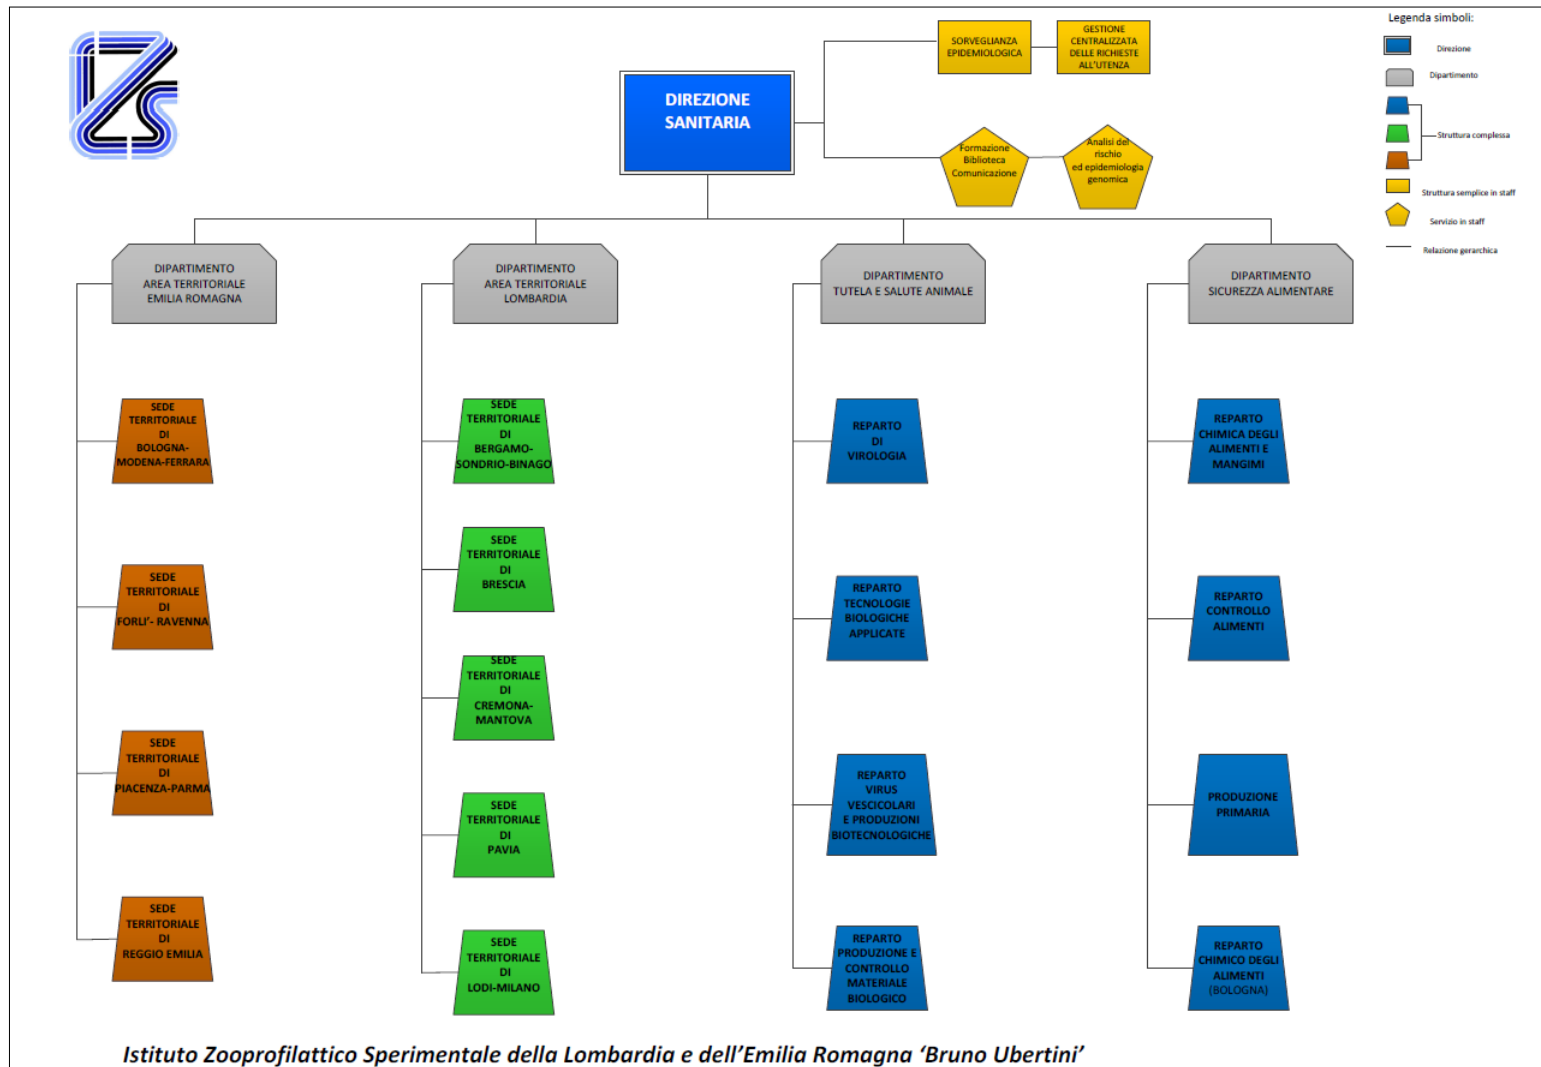 DIREZIONE
SANITARIA
SORVEGLIANZA
EPIDEMIOLOGICA
GESTIONE
CENTRALIZZATA
DELLE RICHIESTE
ALL'UTENZA
Formazione
Biblioteca
Comunicazione
Analisi del
rischio
ed epidemiologia
genomica
Legenda simboli:
Direzione
Dipartimento
Struttura complessa
Struttura semplice in staff
Servizio in staff
Relazione gerarchica
DIPARTIMENTO
AREA TERRITORIALE
EMILIA ROMAGNA
SEDE
TERRITORIALE
DI
BOLOGNA-
MODENA-FERRARA
SEDE
TERRITORIALE
DI
FORLI'- RAVENNA
SEDE
TERRITORIALE
DI
PIACENZA-PARMA
SEDE
TERRITORIALE
DI
REGGIO EMILIA
DIPARTIMENTO
AREA TERRITORIALE
LOMBARDIA
SEDE
TERRITORIALE
DI
BERGAMO-
SONDRIO-BINAGO
SEDE
TERRITORIALE
DI
BRESCIA
SEDE
TERRITORIALE
DI
CREMONA-
MANTOVA
SEDE
TERRITORIALE
DI
PAVIA
SEDE
TERRITORIALE
DI
LODI-MILANO
DIPARTIMENTO
TUTELA E SALUTE ANIMALE
REPARTO
DI
VIROLOGIA
REPARTO
TECNOLOGIE
BIOLOGICHE
APPLICATE
REPARTO
VIRUS
VESCICOLARI
E PRODUZIONI
BIOTECNOLOGICHE
REPARTO
PRODUZIONE E
CONTROLLO
MATERIALE
BIOLOGICO
DIPARTIMENTO
SICUREZZA ALIMENTARE
REPARTO
CHIMICA DEGLI
ALIMENTI E
MANGIMI
REPARTO
CONTROLLO
ALIMENTI
PRODUZIONE
PRIMARIA
REPARTO
CHIMICO DEGLI
ALIMENTI
(BOLOGNA)
Istituto Zooprofilattico Sperimentale della Lombardia e dell'Emilia Romagna 'Bruno Ubertini'